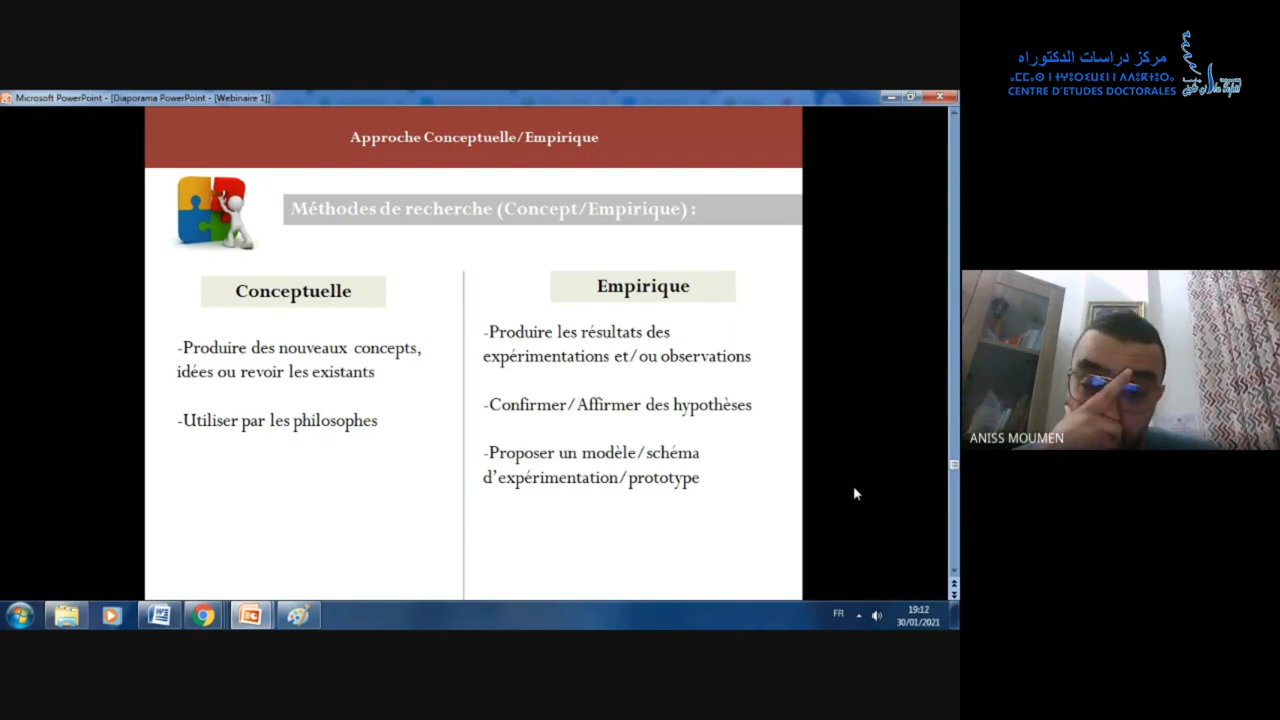 مركز دراسات الدكتوراه
CENTRE D'ETUDES DOCTORALES
Microsoft PowerPoint - [Diaporama PowerPoint - [Webinaire 1]]
Approche Conceptuelle/Empirique
Méthodes de recherche (Concept/Empirique) :
Conceptuelle
-Produire des nouveaux concepts,
idées ou revoir les existants
-Utiliser par les philosophes
Empirique
-Produire les résultats des
expérimentations et/ou observations
-Confirmer/Affirmer des hypothèses
-Proposer un modèle/schéma
d’expérimentation/prototype
ANISS MOUMEN
FR
19:12
30/01/2021